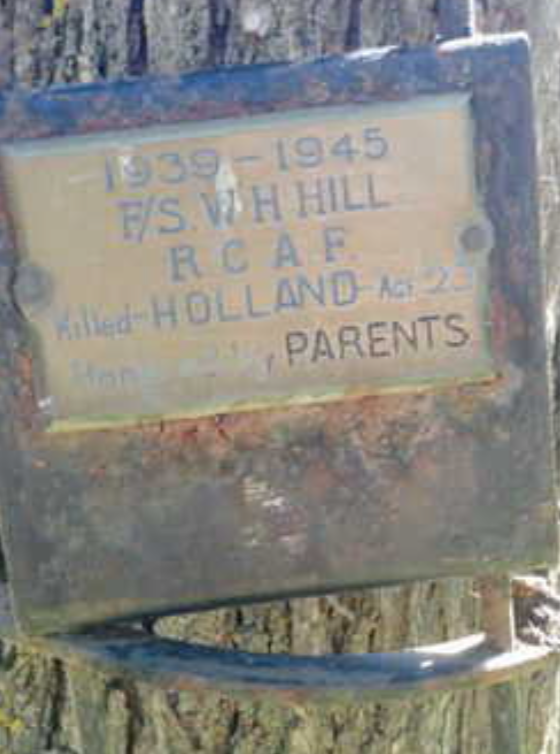 1939-1945
F/S. W H HILL
R C A F.
Killed-HOLLAND-Age 23
PARENTS